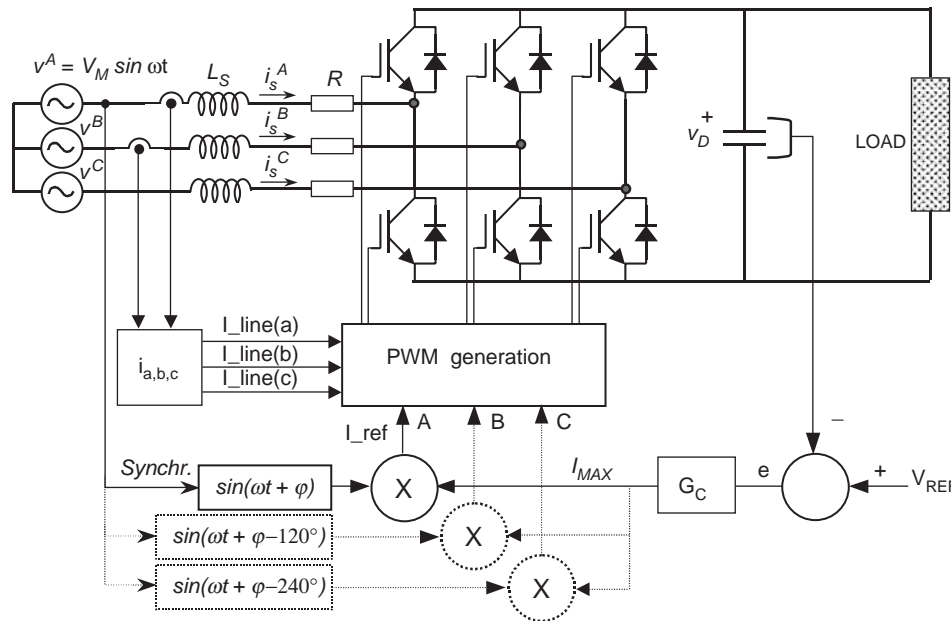 v^A = V_M sin ωt
L_S
i_s^A
R
v^B
i_s^B
v^C
i_s^C
+
v_D
LOAD
I_line(a)
I_line(b)
I_line(c)
i_a,b,c
PWM generation
A
B
C
I_ref
–
Synchr.
sin(ωt + φ)
X
I_MAX
G_C
e
+
V_REF
sin(ωt + φ–120°)
X
sin(ωt + φ–240°)
X